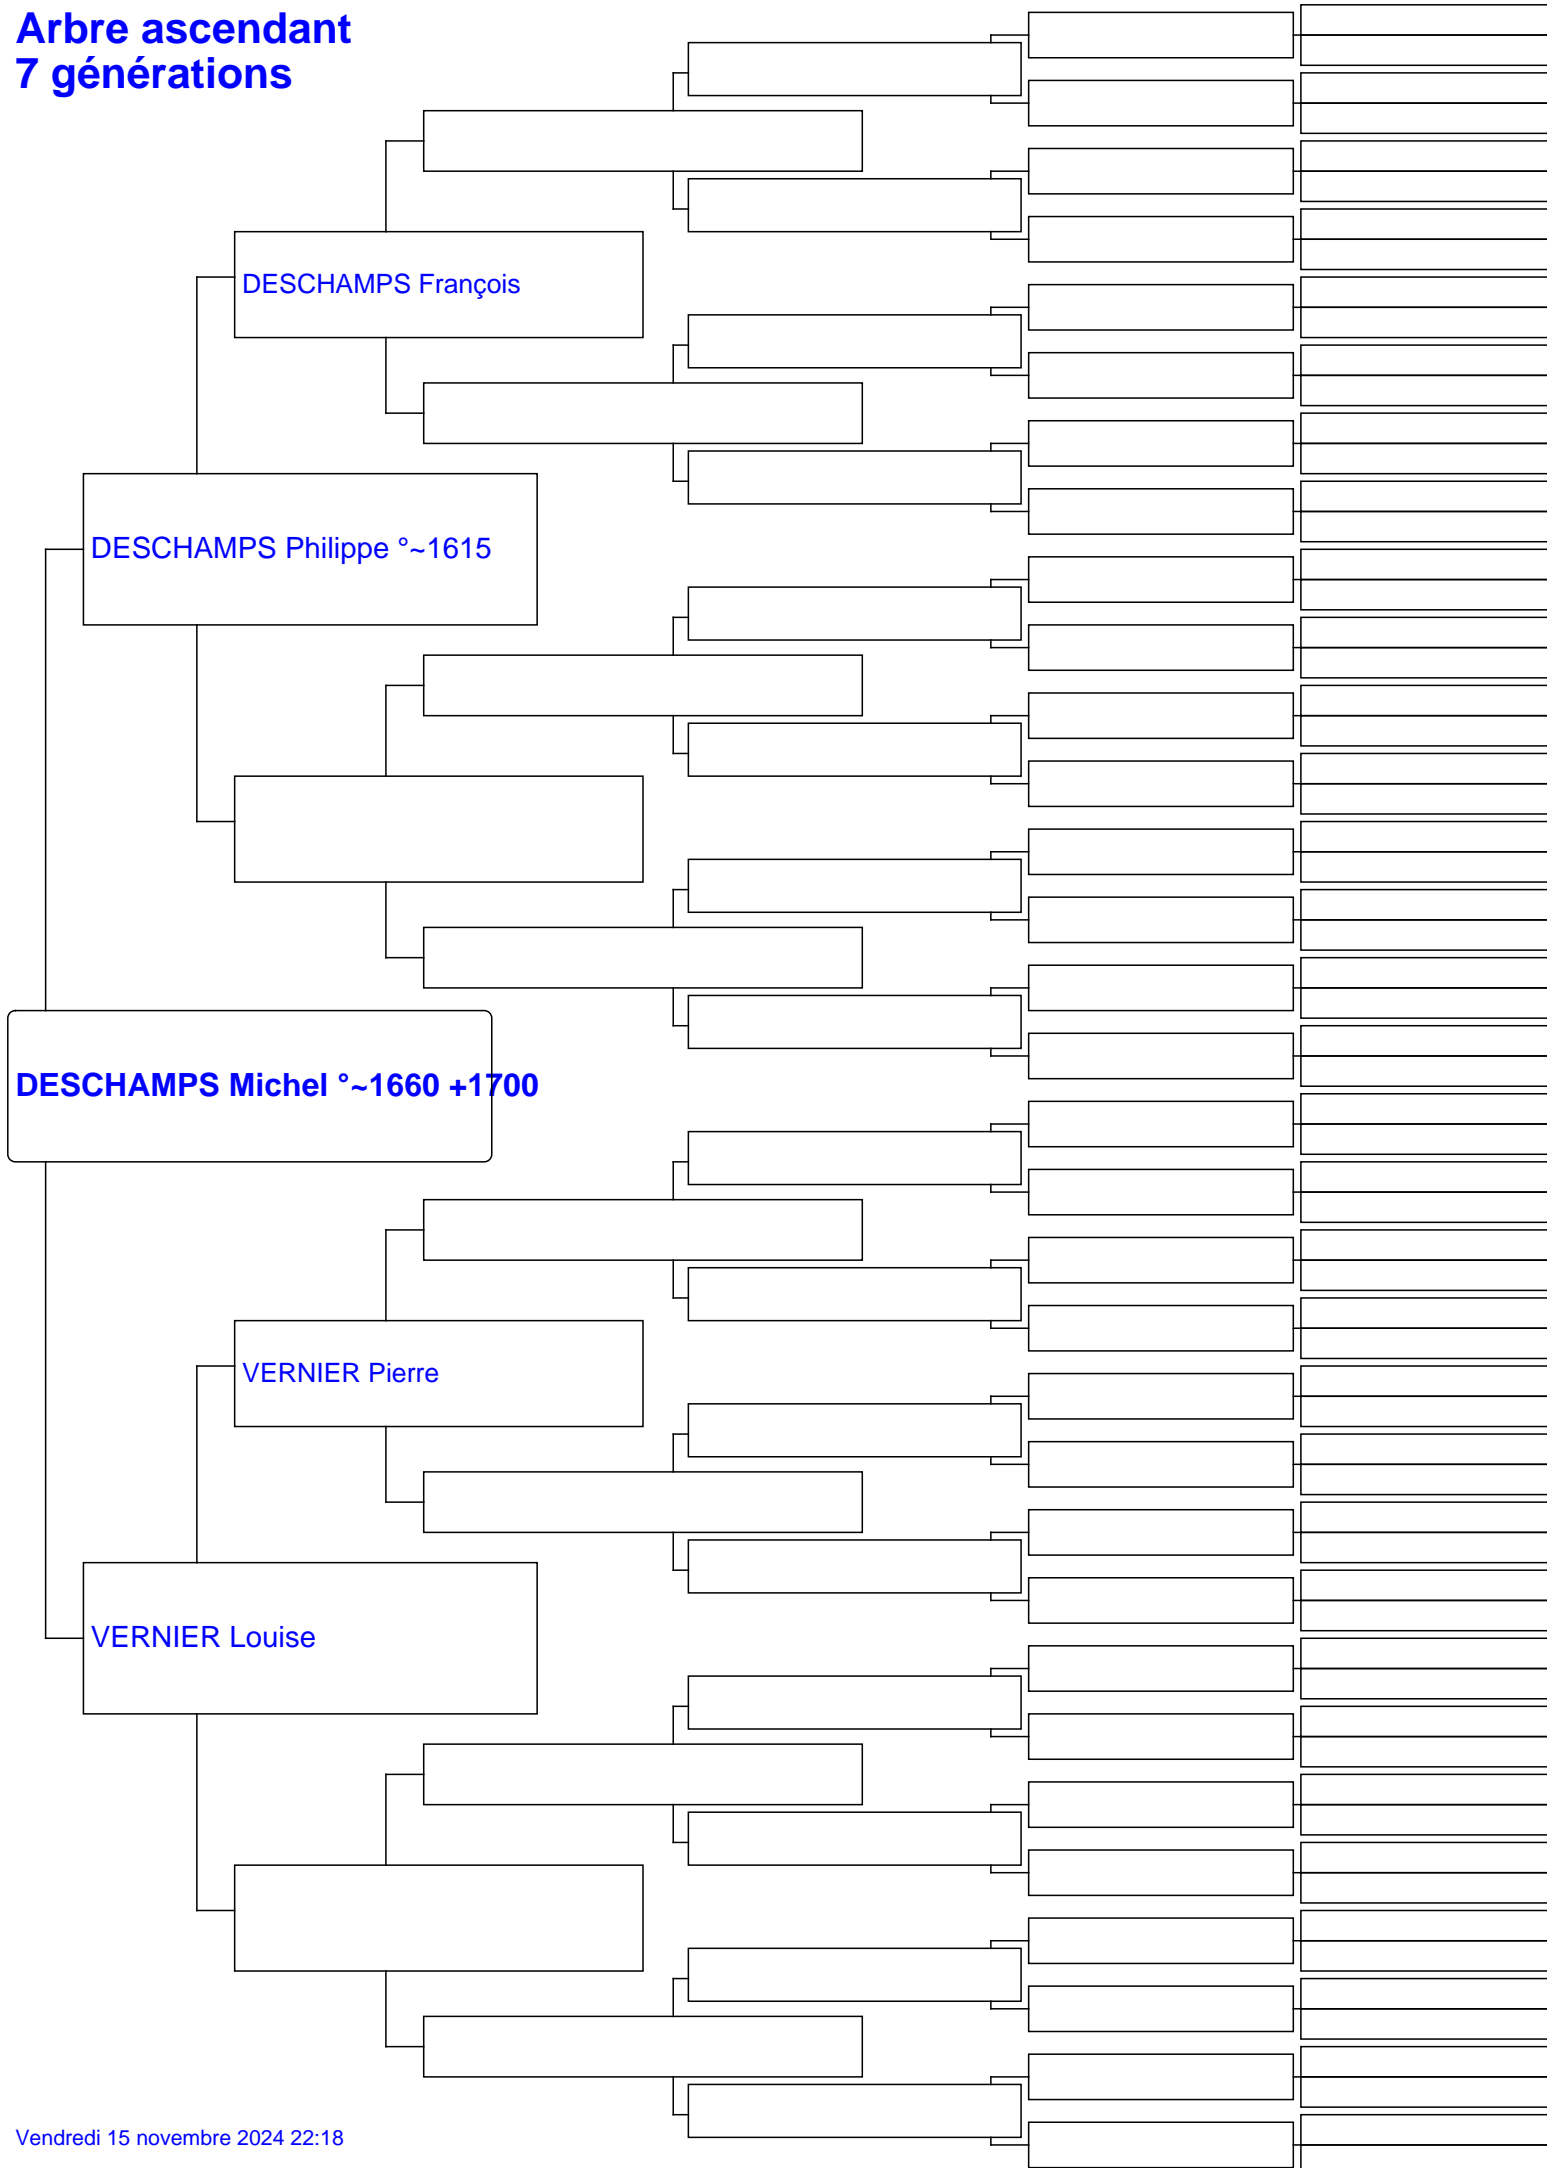 Arbre ascendant
7 générations
DESCHAMPS François
DESCHAMPS Philippe °~1615
DESCHAMPS Michel °~1660 +1700
VERNIER Pierre
VERNIER Louise
Vendredi 15 novembre 2024 22:18